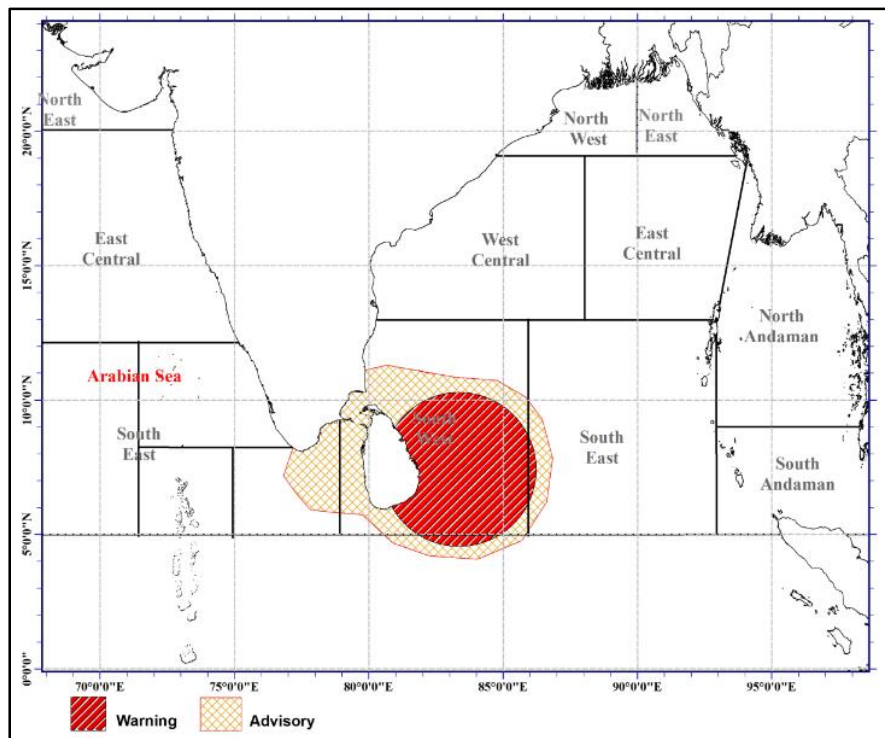 North
East
20°0'0"N
North
West
North
East
East
Central
West
Central
East
Central
15°0'0"N
North
Andaman
Arabian Sea
10°0'0"N
South
West
South
East
South
East
South
Andaman
5°0'0"N
0°0'0"
70°0'0"E
75°0'0"E
80°0'0"E
85°0'0"E
90°0'0"E
95°0'0"E
Warning
Advisory